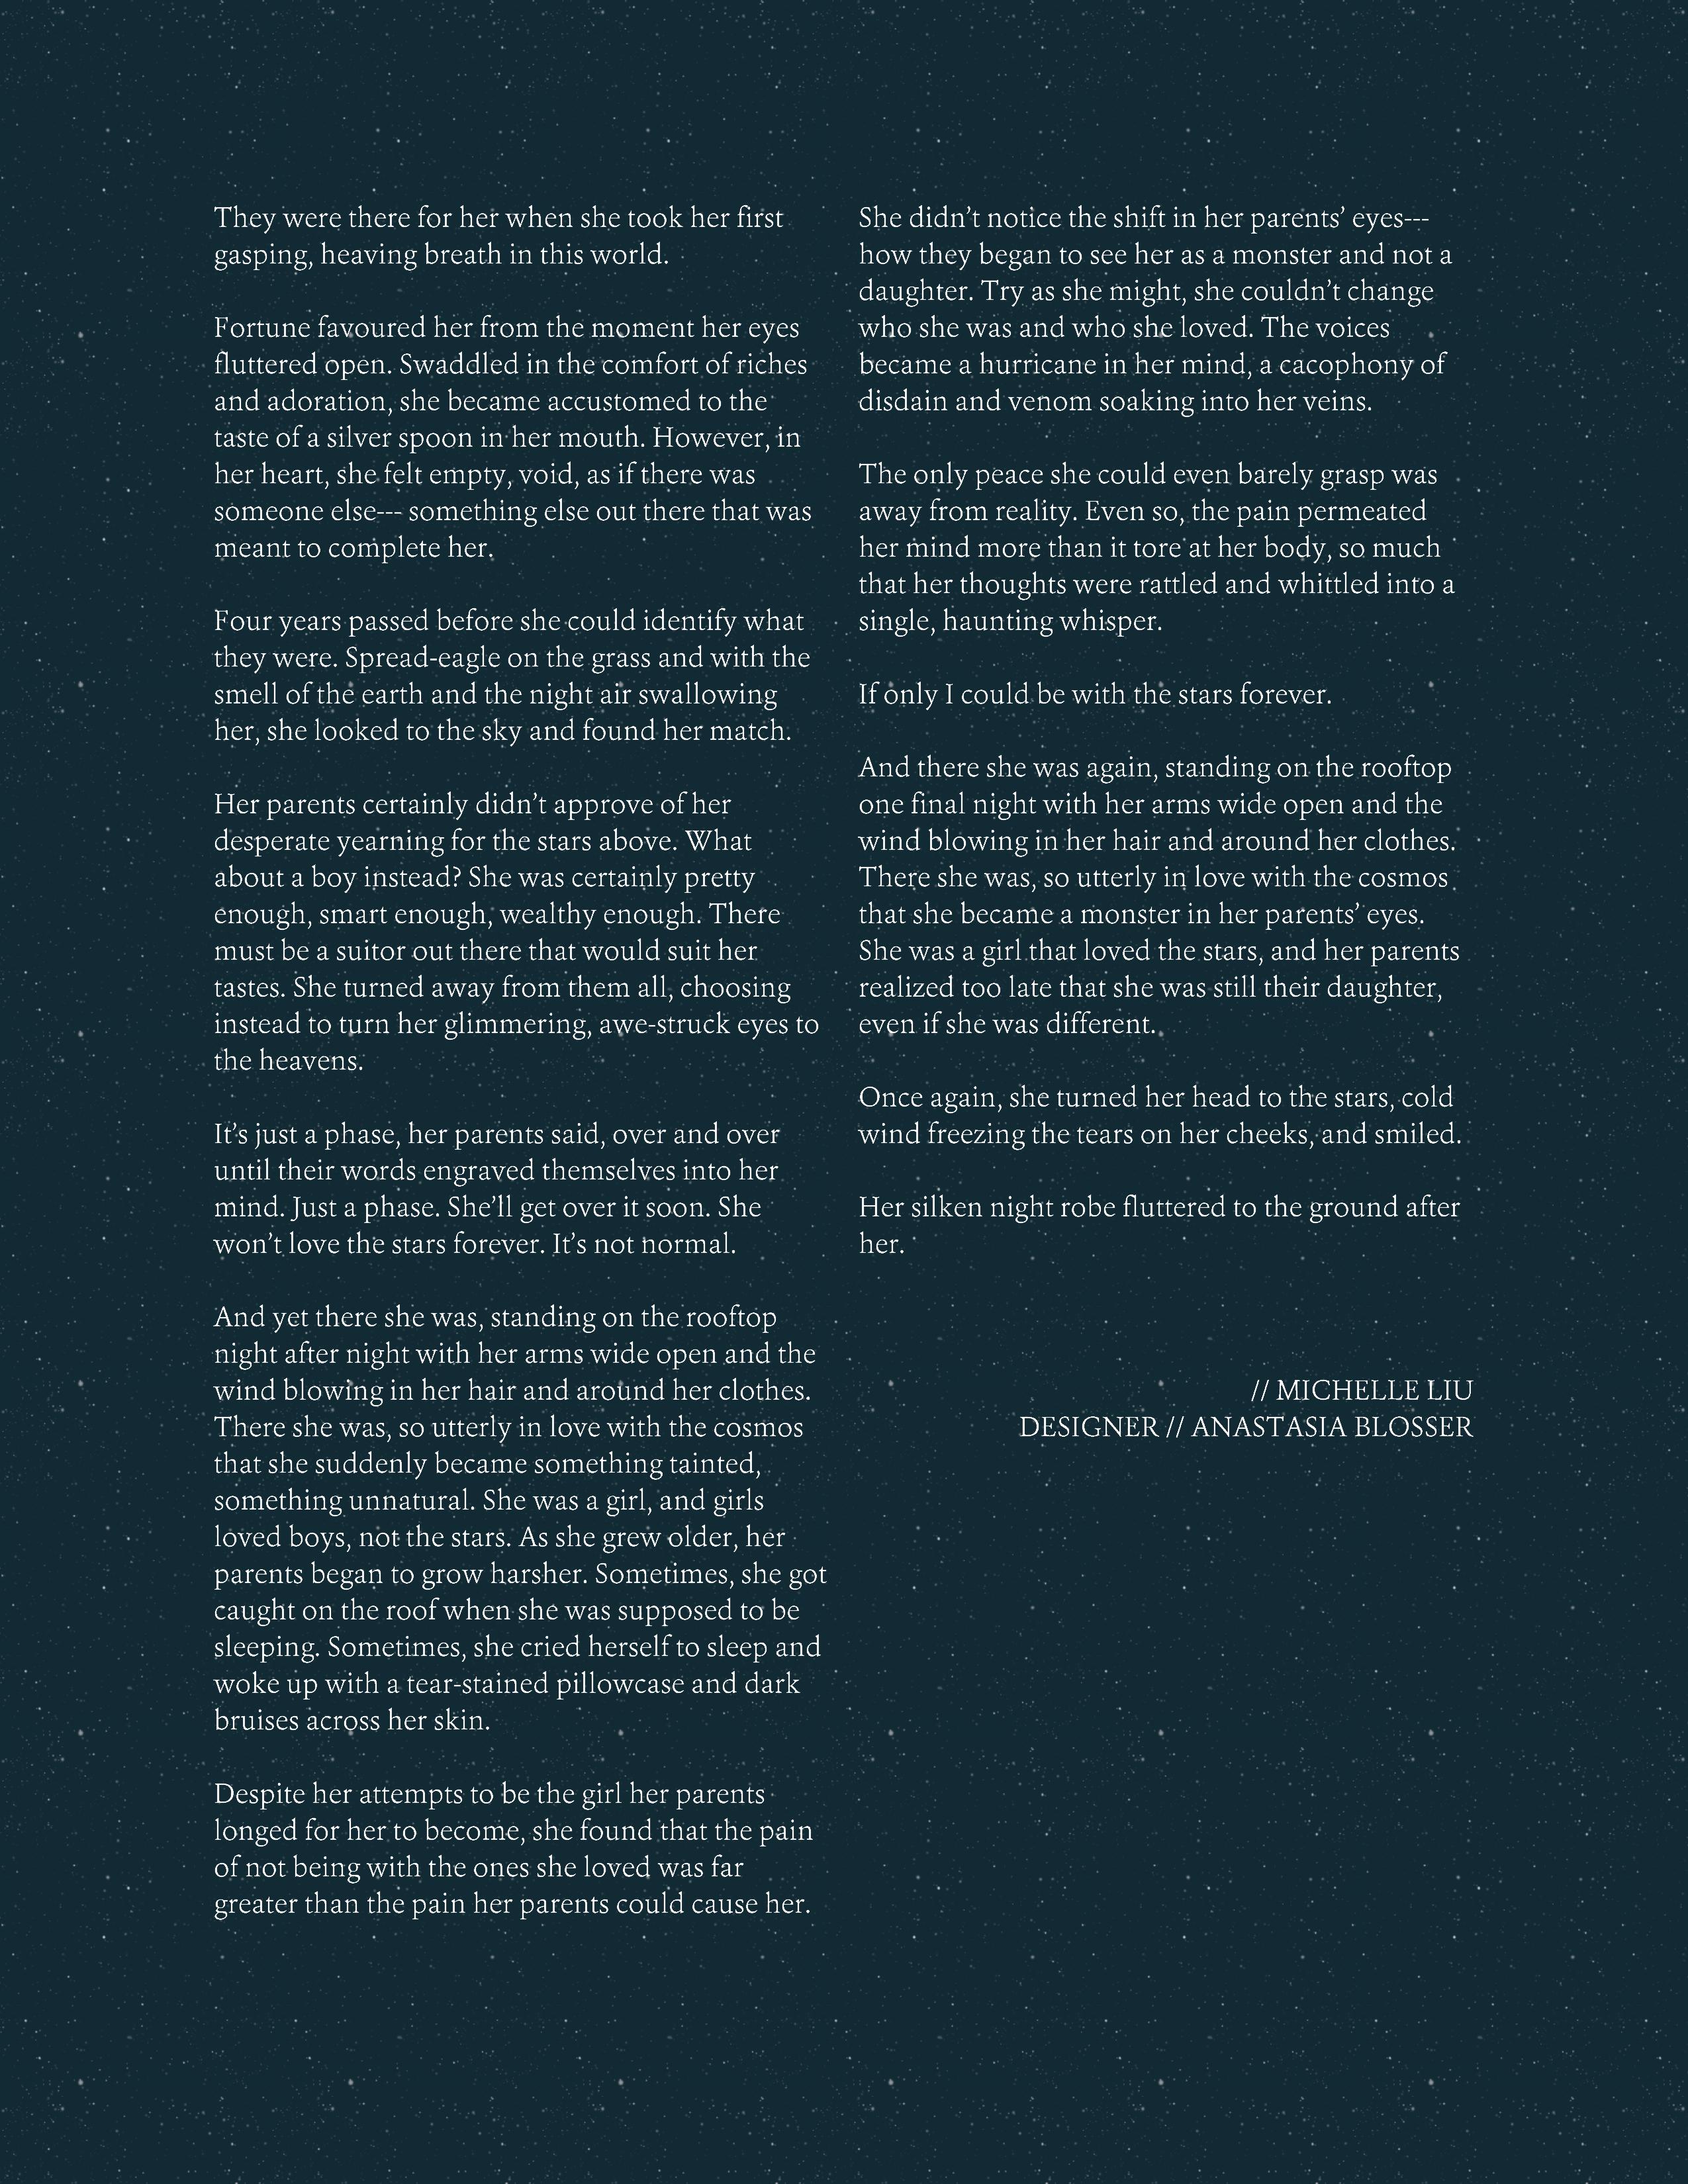 They were there for her when she took her first
gasping, heaving breath in this world.
Fortune favoured her from the moment her eyes
fluttered open. Swaddled in the comfort of riches
and adoration, she became accustomed to the
taste of a silver spoon in her mouth. However, in
her heart, she felt empty, void, as if there was
someone else--- something else out there that was
meant to complete her.
Four years passed before she could identify what
they were. Spread-eagle on the grass and with the
smell of the earth and the night air swallowing
her, she looked to the sky and found her match.
Her parents certainly didn’t approve of her
desperate yearning for the stars above. What
about a boy instead? She was certainly pretty
enough, smart enough, wealthy enough. There
must be a suitor out there that would suit her
tastes. She turned away from them all, choosing
instead to turn her glimmering, awe-struck eyes to
the heavens.
It’s just a phase, her parents said, over and over
until their words engraved themselves into her
mind. Just a phase. She’ll get over it soon. She
won’t love the stars forever. It’s not normal.
And yet there she was, standing on the rooftop
night after night with her arms wide open and the
wind blowing in her hair and around her clothes.
There she was, so utterly in love with the cosmos
that she suddenly became something tainted,
something unnatural. She was a girl, and girls
loved boys, not the stars. As she grew older, her
parents began to grow harsher. Sometimes, she got
caught on the roof when she was supposed to be
sleeping. Sometimes, she cried herself to sleep and
woke up with a tear-stained pillowcase and dark
bruises across her skin.
Despite her attempts to be the girl her parents
longed for her to become, she found that the pain
of not being with the ones she loved was far
greater than the pain her parents could cause her.
She didn’t notice the shift in her parents’ eyes---
how they began to see her as a monster and not a
daughter. Try as she might, she couldn’t change
who she was and who she loved. The voices
became a hurricane in her mind, a cacophony of
disdain and venom soaking into her veins.
The only peace she could even barely grasp was
away from reality. Even so, the pain permeated
her mind more than it tore at her body, so much
that her thoughts were rattled and whittled into a
single, haunting whisper.
If only I could be with the stars forever.
And there she was again, standing on the rooftop
one final night with her arms wide open and the
wind blowing in her hair and around her clothes.
There she was, so utterly in love with the cosmos
that she became a monster in her parents’ eyes.
She was a girl that loved the stars, and her parents
realized too late that she was still their daughter,
even if she was different.
Once again, she turned her head to the stars, cold
wind freezing the tears on her cheeks, and smiled.
Her silken night robe fluttered to the ground after
her.
// MICHELLE LIU
DESIGNER // ANASTASIA BLOSSER